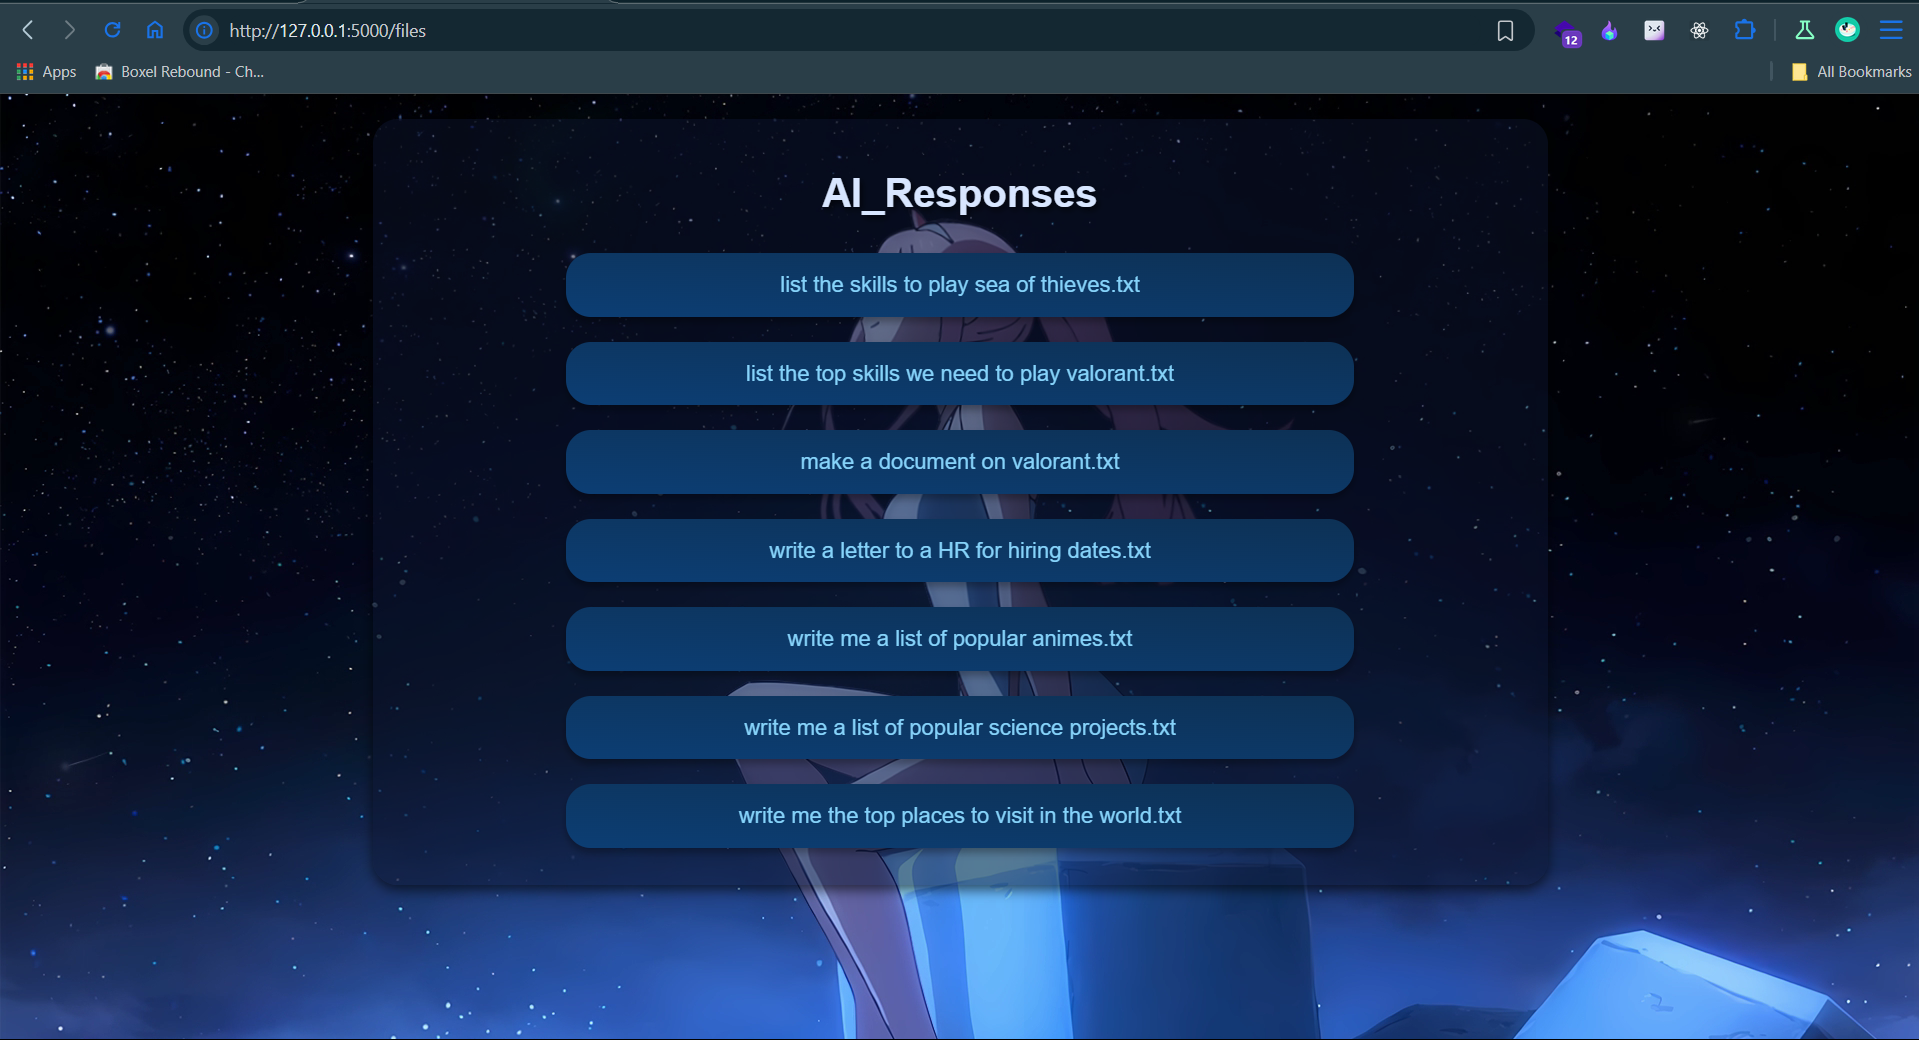 http://127.0.0.1:5000/files
12
Apps
Boxel Rebound - Ch...
All Bookmarks
AI_Responses
list the skills to play sea of thieves.txt
list the top skills we need to play valorant.txt
make a document on valorant.txt
write a letter to a HR for hiring dates.txt
write me a list of popular animes.txt
write me a list of popular science projects.txt
write me the top places to visit in the world.txt